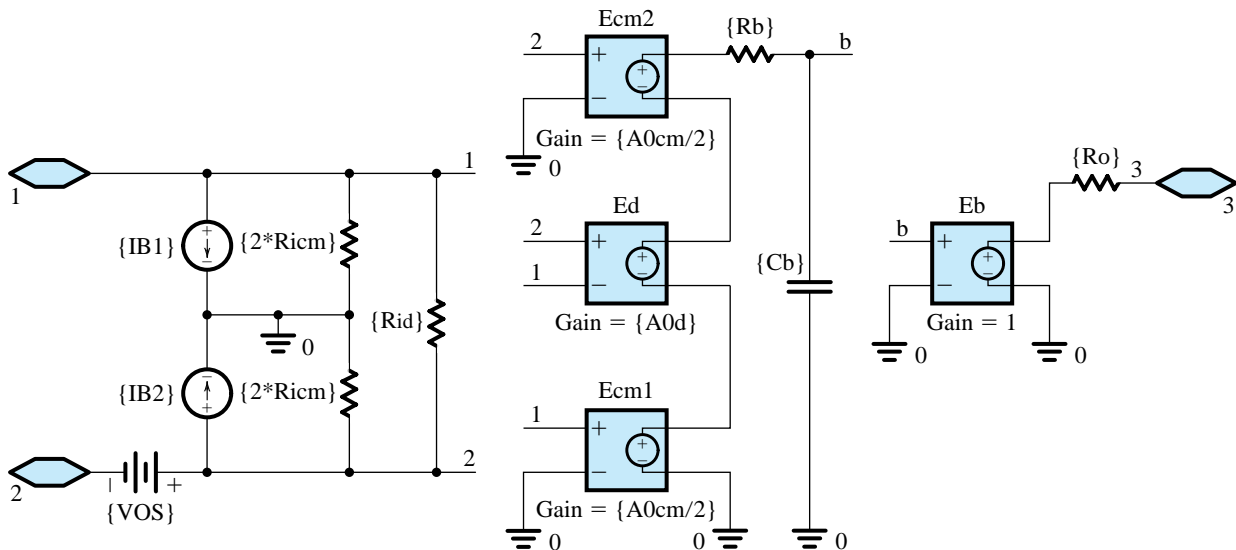 Ecm2
{Rb}
2
b
+
+
−
−
Gain = {A0cm/2}
0
1
1
{Ro}
3
3
{IB1}
+
−
{2*Ricm}
Ed
2
+
+
1
−
−
Gain = {A0d}
{Cb}
Eb
b
+
+
−
−
Gain = 1
0
0
0
{Rid}
{IB2}
−
+
{2*Ricm}
Ecm1
1
+
+
−
−
Gain = {A0cm/2}
0
0
0
2
2
− +
{VOS}